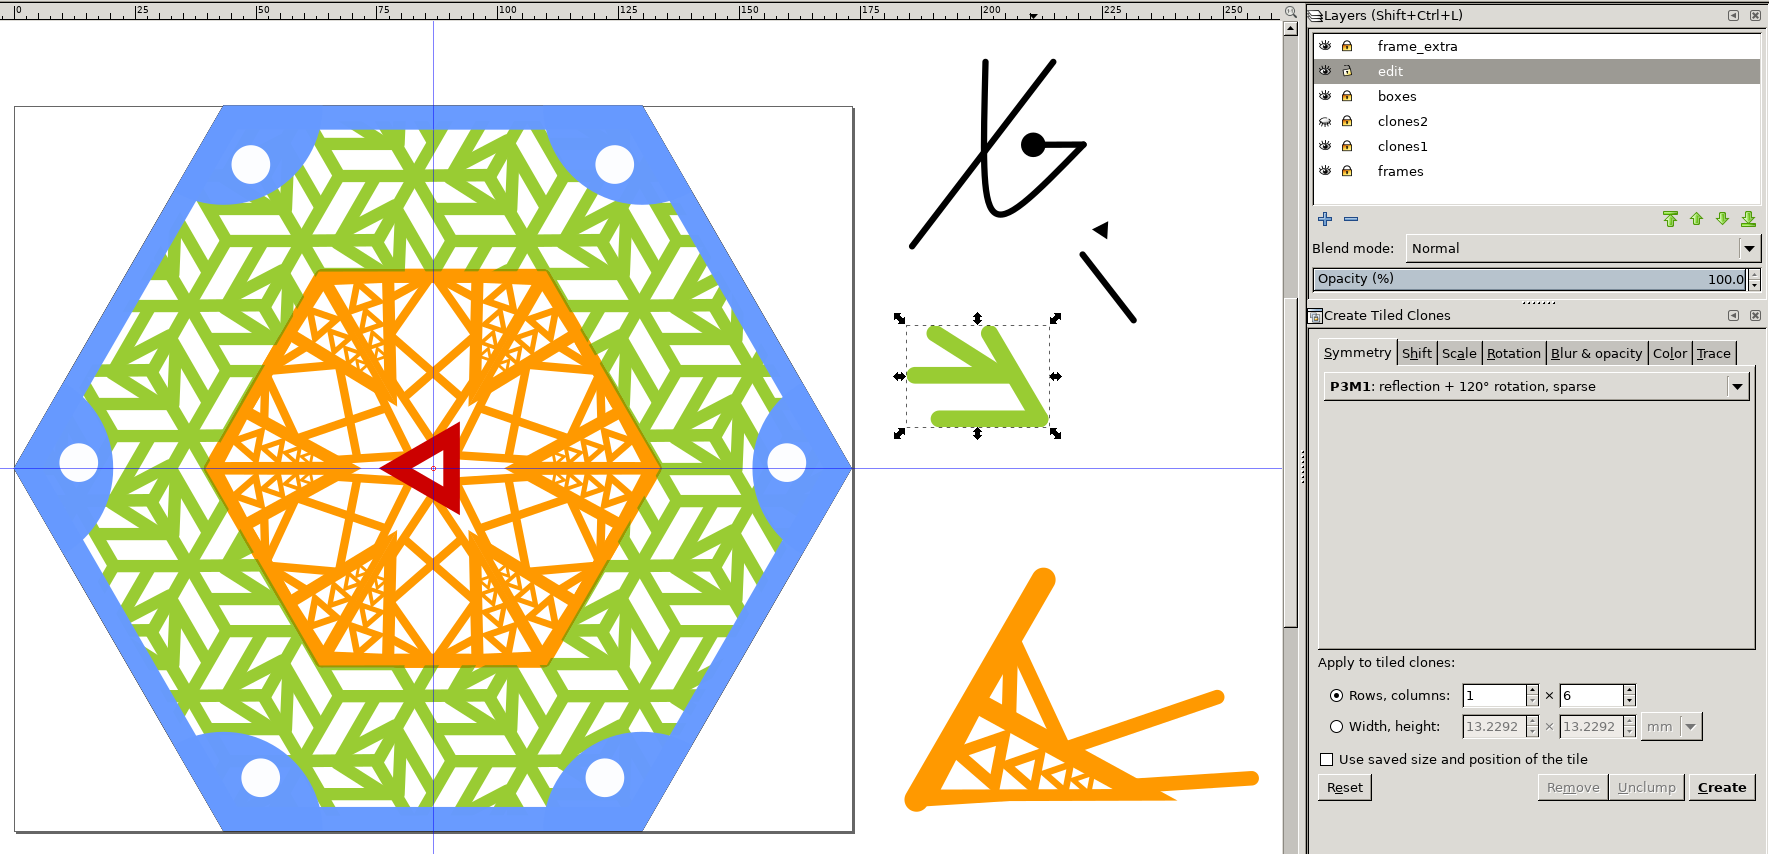 0 25 50 75 100 125 150 175 200 225 250
Layers (Shift+Ctrl+L)
frame_extra
edit
boxes
clones2
clones1
frames
Blend mode: Normal
Opacity (%) 100.0
Create Tiled Clones
Symmetry Shift Scale Rotation Blur & opacity Color Trace
P3M1: reflection + 120° rotation, sparse
Apply to tiled clones:
Rows, columns: 1 × 6
Width, height: 13.2292 × 13.2292 mm
Use saved size and position of the tile
Reset Remove Unclump Create